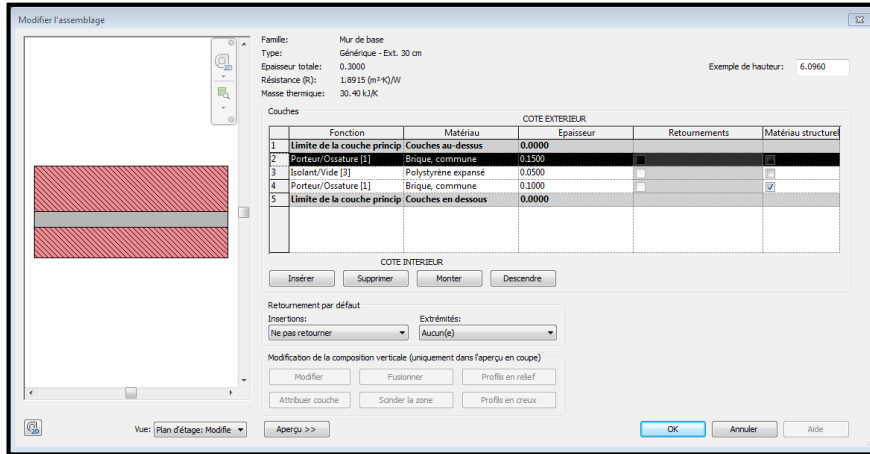 Modifier l'assemblage
Famille: Mur de base
Type: Générique - Ext. 30 cm
Epaisseur totale: 0.3000
Exemple de hauteur: 6.0960
Résistance (R): 1.8915 (m²·K)/W
Masse thermique: 30.40 kJ/K
Couches
COTE EXTERIEUR
Fonction Matériau Epaisseur Retournements Matériau structurel
1 Limite de la couche princip Couches au-dessus 0.0000
2 Porteur/Ossature [1] Brique, commune 0.1500
3 Isolant/Vide [3] Polystyrène expansé 0.0500
4 Porteur/Ossature [1] Brique, commune 0.1000
5 Limite de la couche princip Couches en dessous 0.0000
COTE INTERIEUR
Insérer Supprimer Monter Descendre
Retournement par défaut
Insertions: Extrémités:
Ne pas retourner Aucun(e)
Modification de la composition verticale (uniquement dans l'aperçu en coupe)
Modifier Fusionner Profils en relief
Attribuer couche Scinder la zone Profils en creux
2D
2D Vue: Plan d'étage: Modifie Aperçu >> OK Annuler Aide